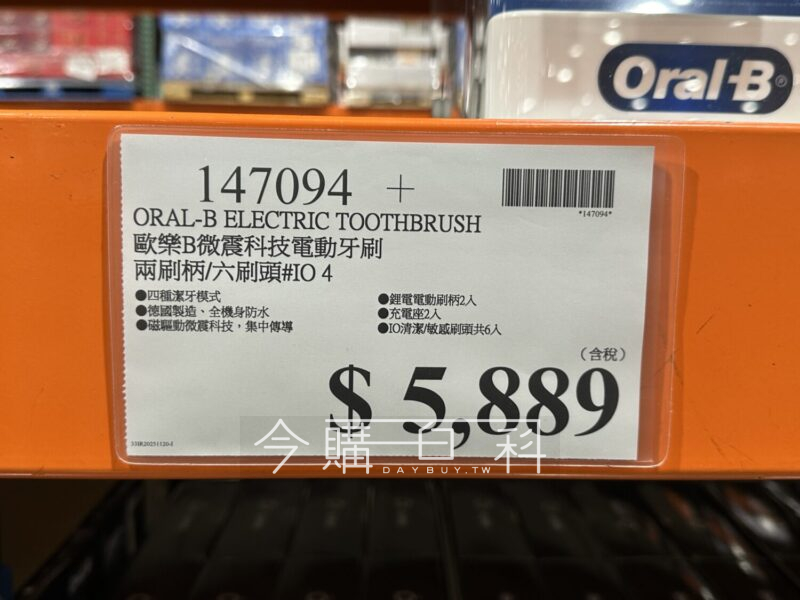 Oral-B®
147094 +
*147094*
ORAL-B ELECTRIC TOOTHBRUSH
歐樂B微震科技電動牙刷
兩刷柄/六刷頭#IO 4
●四種潔牙模式
●德國製造、全機身防水
●磁驅動微震科技，集中傳導
●鋰電電動刷柄2入
●充電座2入
●IO清潔/敏感刷頭共6入
（含稅）
$ 5,889
今購百科
DAYBUY.TW